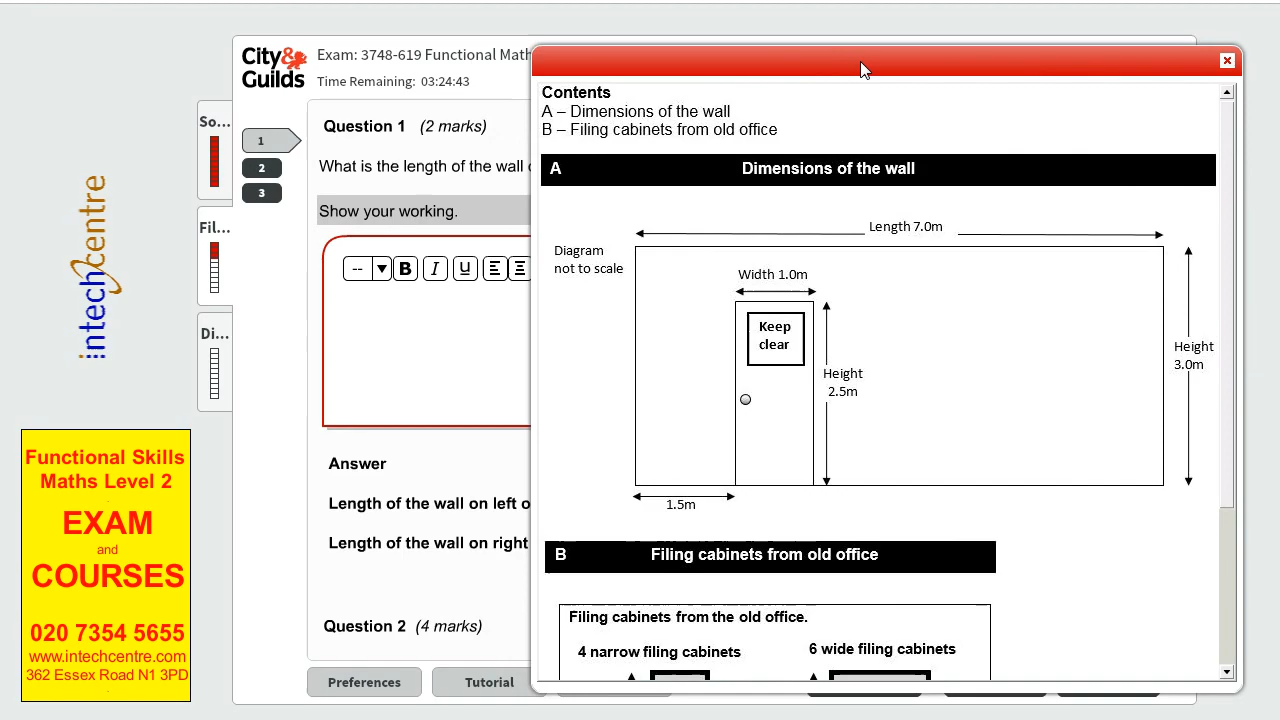 City&
Guilds
Exam: 3748-619 Functional Math
Time Remaining: 03:24:43
So...
Fil...
Di...
1
2
3
Question 1 (2 marks)
What is the length of the wall
Show your working.
--
B
I
U
Answer
Length of the wall on left o
Length of the wall on right
Question 2 (4 marks)
Preferences
Tutorial
Contents
A – Dimensions of the wall
B – Filing cabinets from old office
A Dimensions of the wall
Length 7.0m
Diagram
not to scale
Width 1.0m
Keep
clear
Height
2.5m
Height
3.0m
1.5m
B Filing cabinets from old office
Filing cabinets from the old office.
4 narrow filing cabinets
6 wide filing cabinets
intechcentre
Functional Skills
Maths Level 2
EXAM
and
COURSES
020 7354 5655
www.intechcentre.com
362 Essex Road N1 3PD